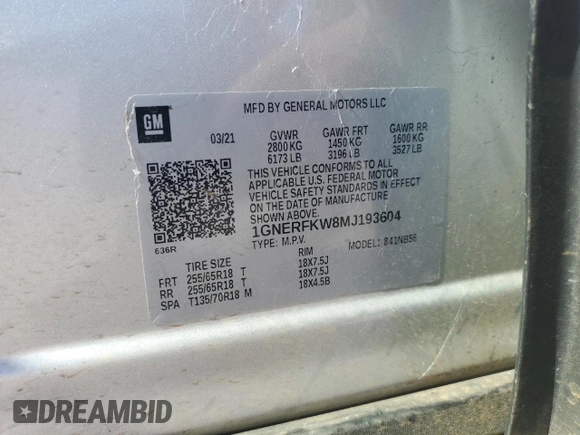 MFD BY GENERAL MOTORS LLC
GM
03/21 GVWR GAWR FRT GAWR RR
2800 KG 1450 KG 1600 KG
6173 LB 3196 LB 3527 LB
THIS VEHICLE CONFORMS TO ALL
APPLICABLE U.S. FEDERAL MOTOR
VEHICLE SAFETY STANDARDS IN EFFECT
ON THE DATE OF MANUFACTURE
SHOWN ABOVE.
1GNERFKW8MJ193604
636R
TYPE: M.P.V. MODEL: 841NB56
TIRE SIZE RIM
FRT 255/65R18 T 18X7.5J
RR 255/65R18 T 18X7.5J
SPA T135/70R18 M 18X4.5B
DREAMBID